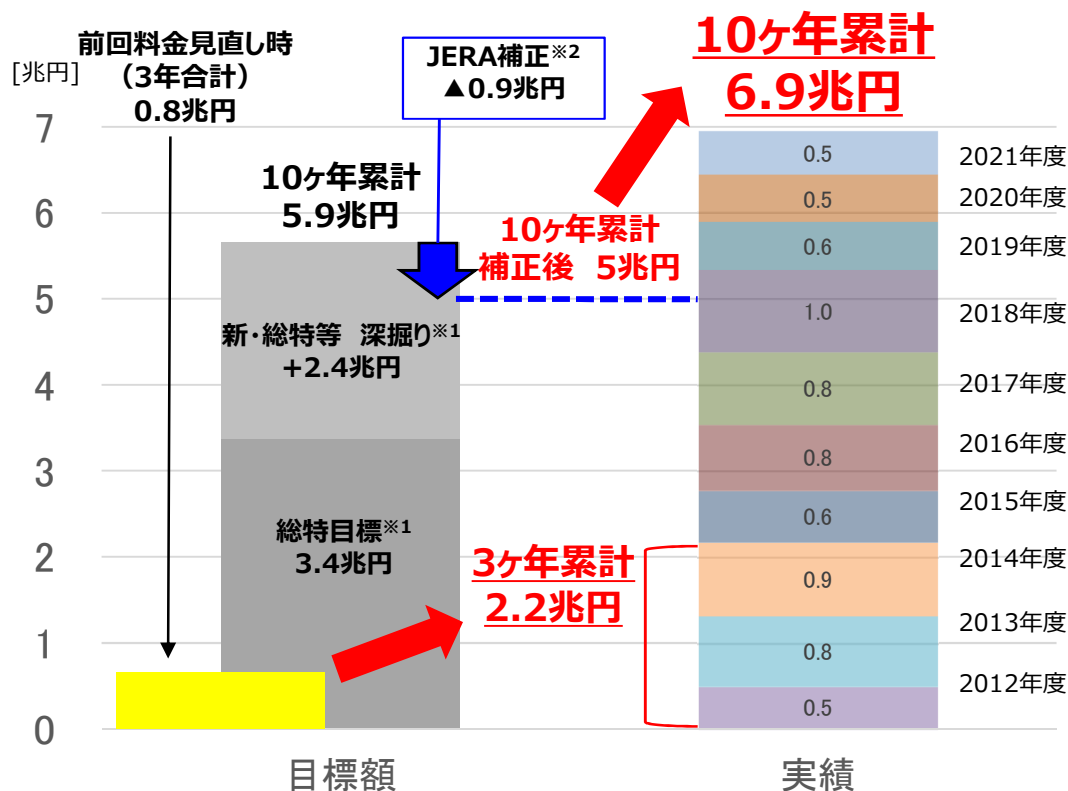 前回料金見直し時
（3年合計）
0.8兆円
[兆円]
JERA補正※2
▲0.9兆円
10ヶ年累計
6.9兆円
10ヶ年累計
5.9兆円
10ヶ年累計
補正後 5兆円
新・総特等 深掘り※1
+2.4兆円
総特目標※1
3.4兆円
3ヶ年累計
2.2兆円
7
6
5
4
3
2
1
0
0.5
2021年度
0.5
2020年度
0.6
2019年度
1.0
2018年度
0.8
2017年度
0.8
2016年度
0.6
2015年度
0.9
2014年度
0.8
2013年度
0.5
2012年度
目標額
実績